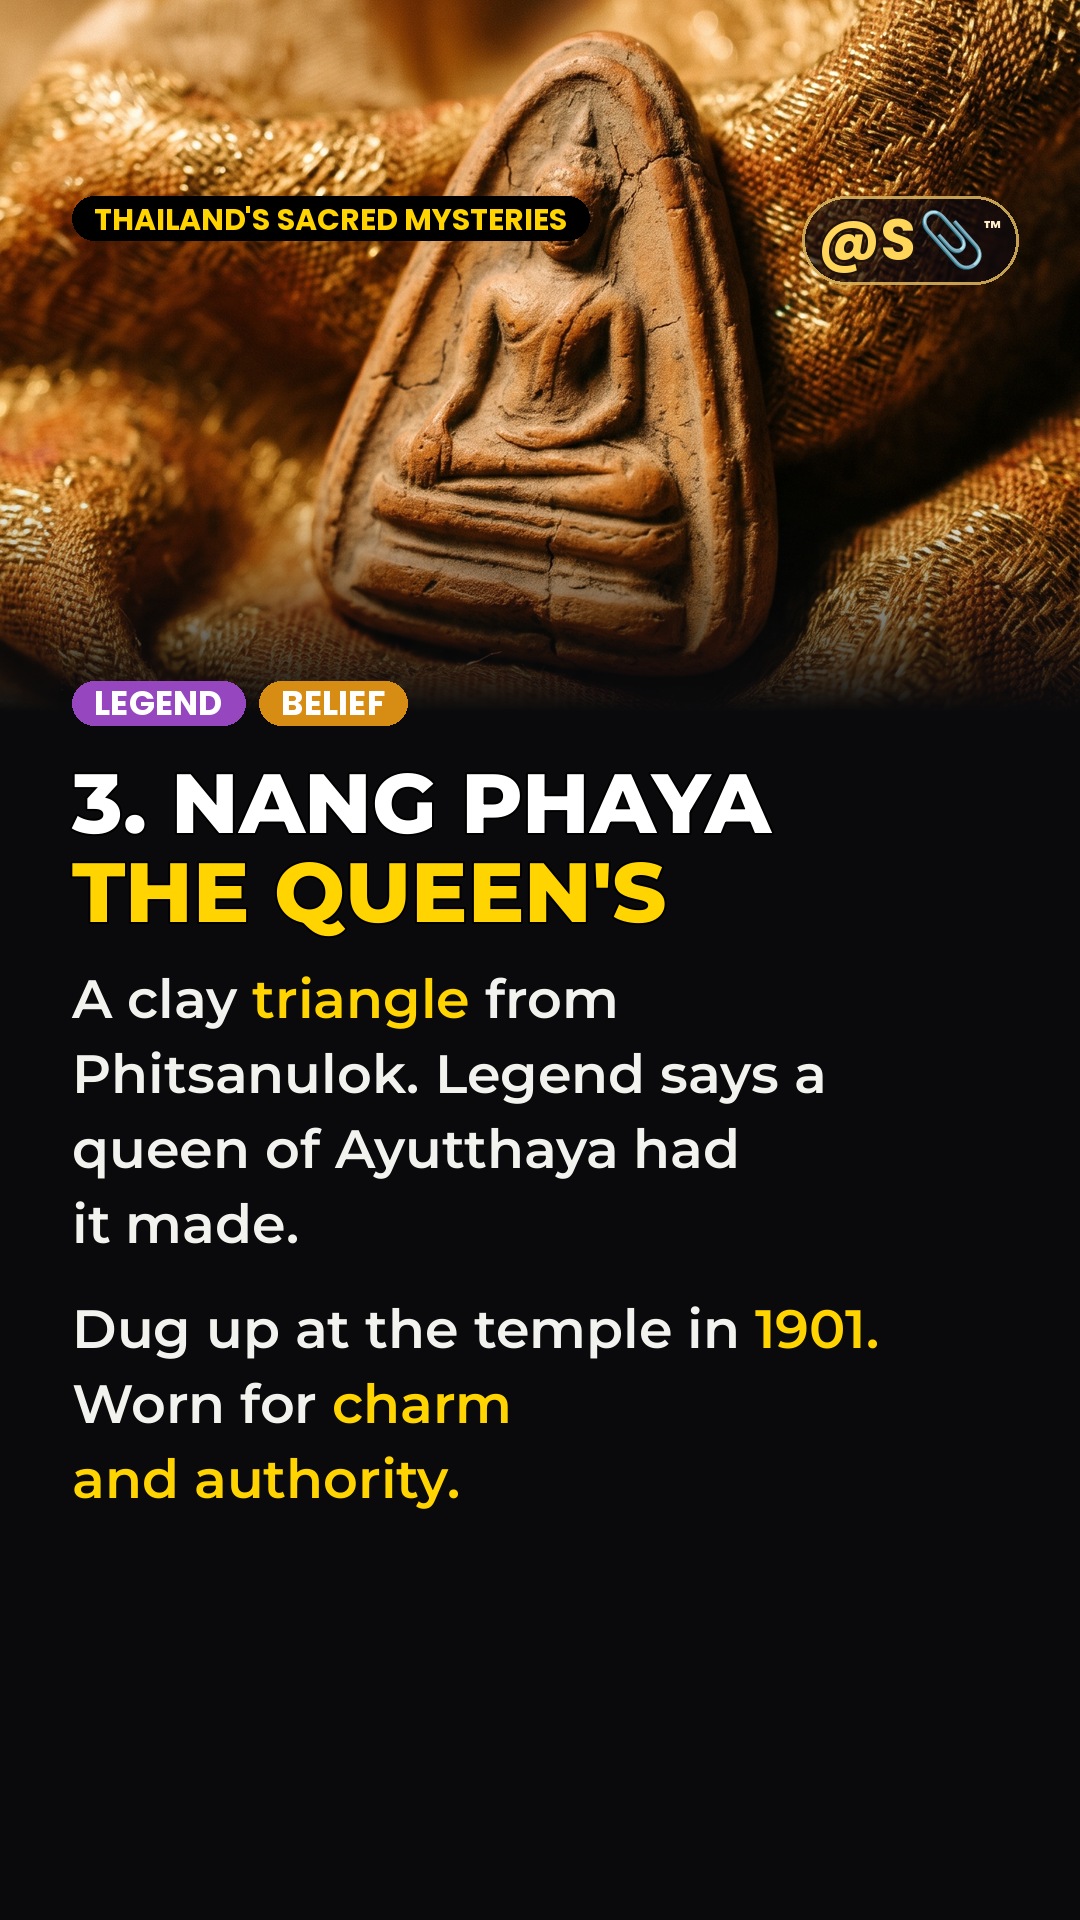 THAILAND'S SACRED MYSTERIES
@S📎™
LEGEND BELIEF
3. NANG PHAYA
THE QUEEN'S
A clay triangle from
Phitsanulok. Legend says a
queen of Ayutthaya had
it made.
Dug up at the temple in 1901.
Worn for charm
and authority.